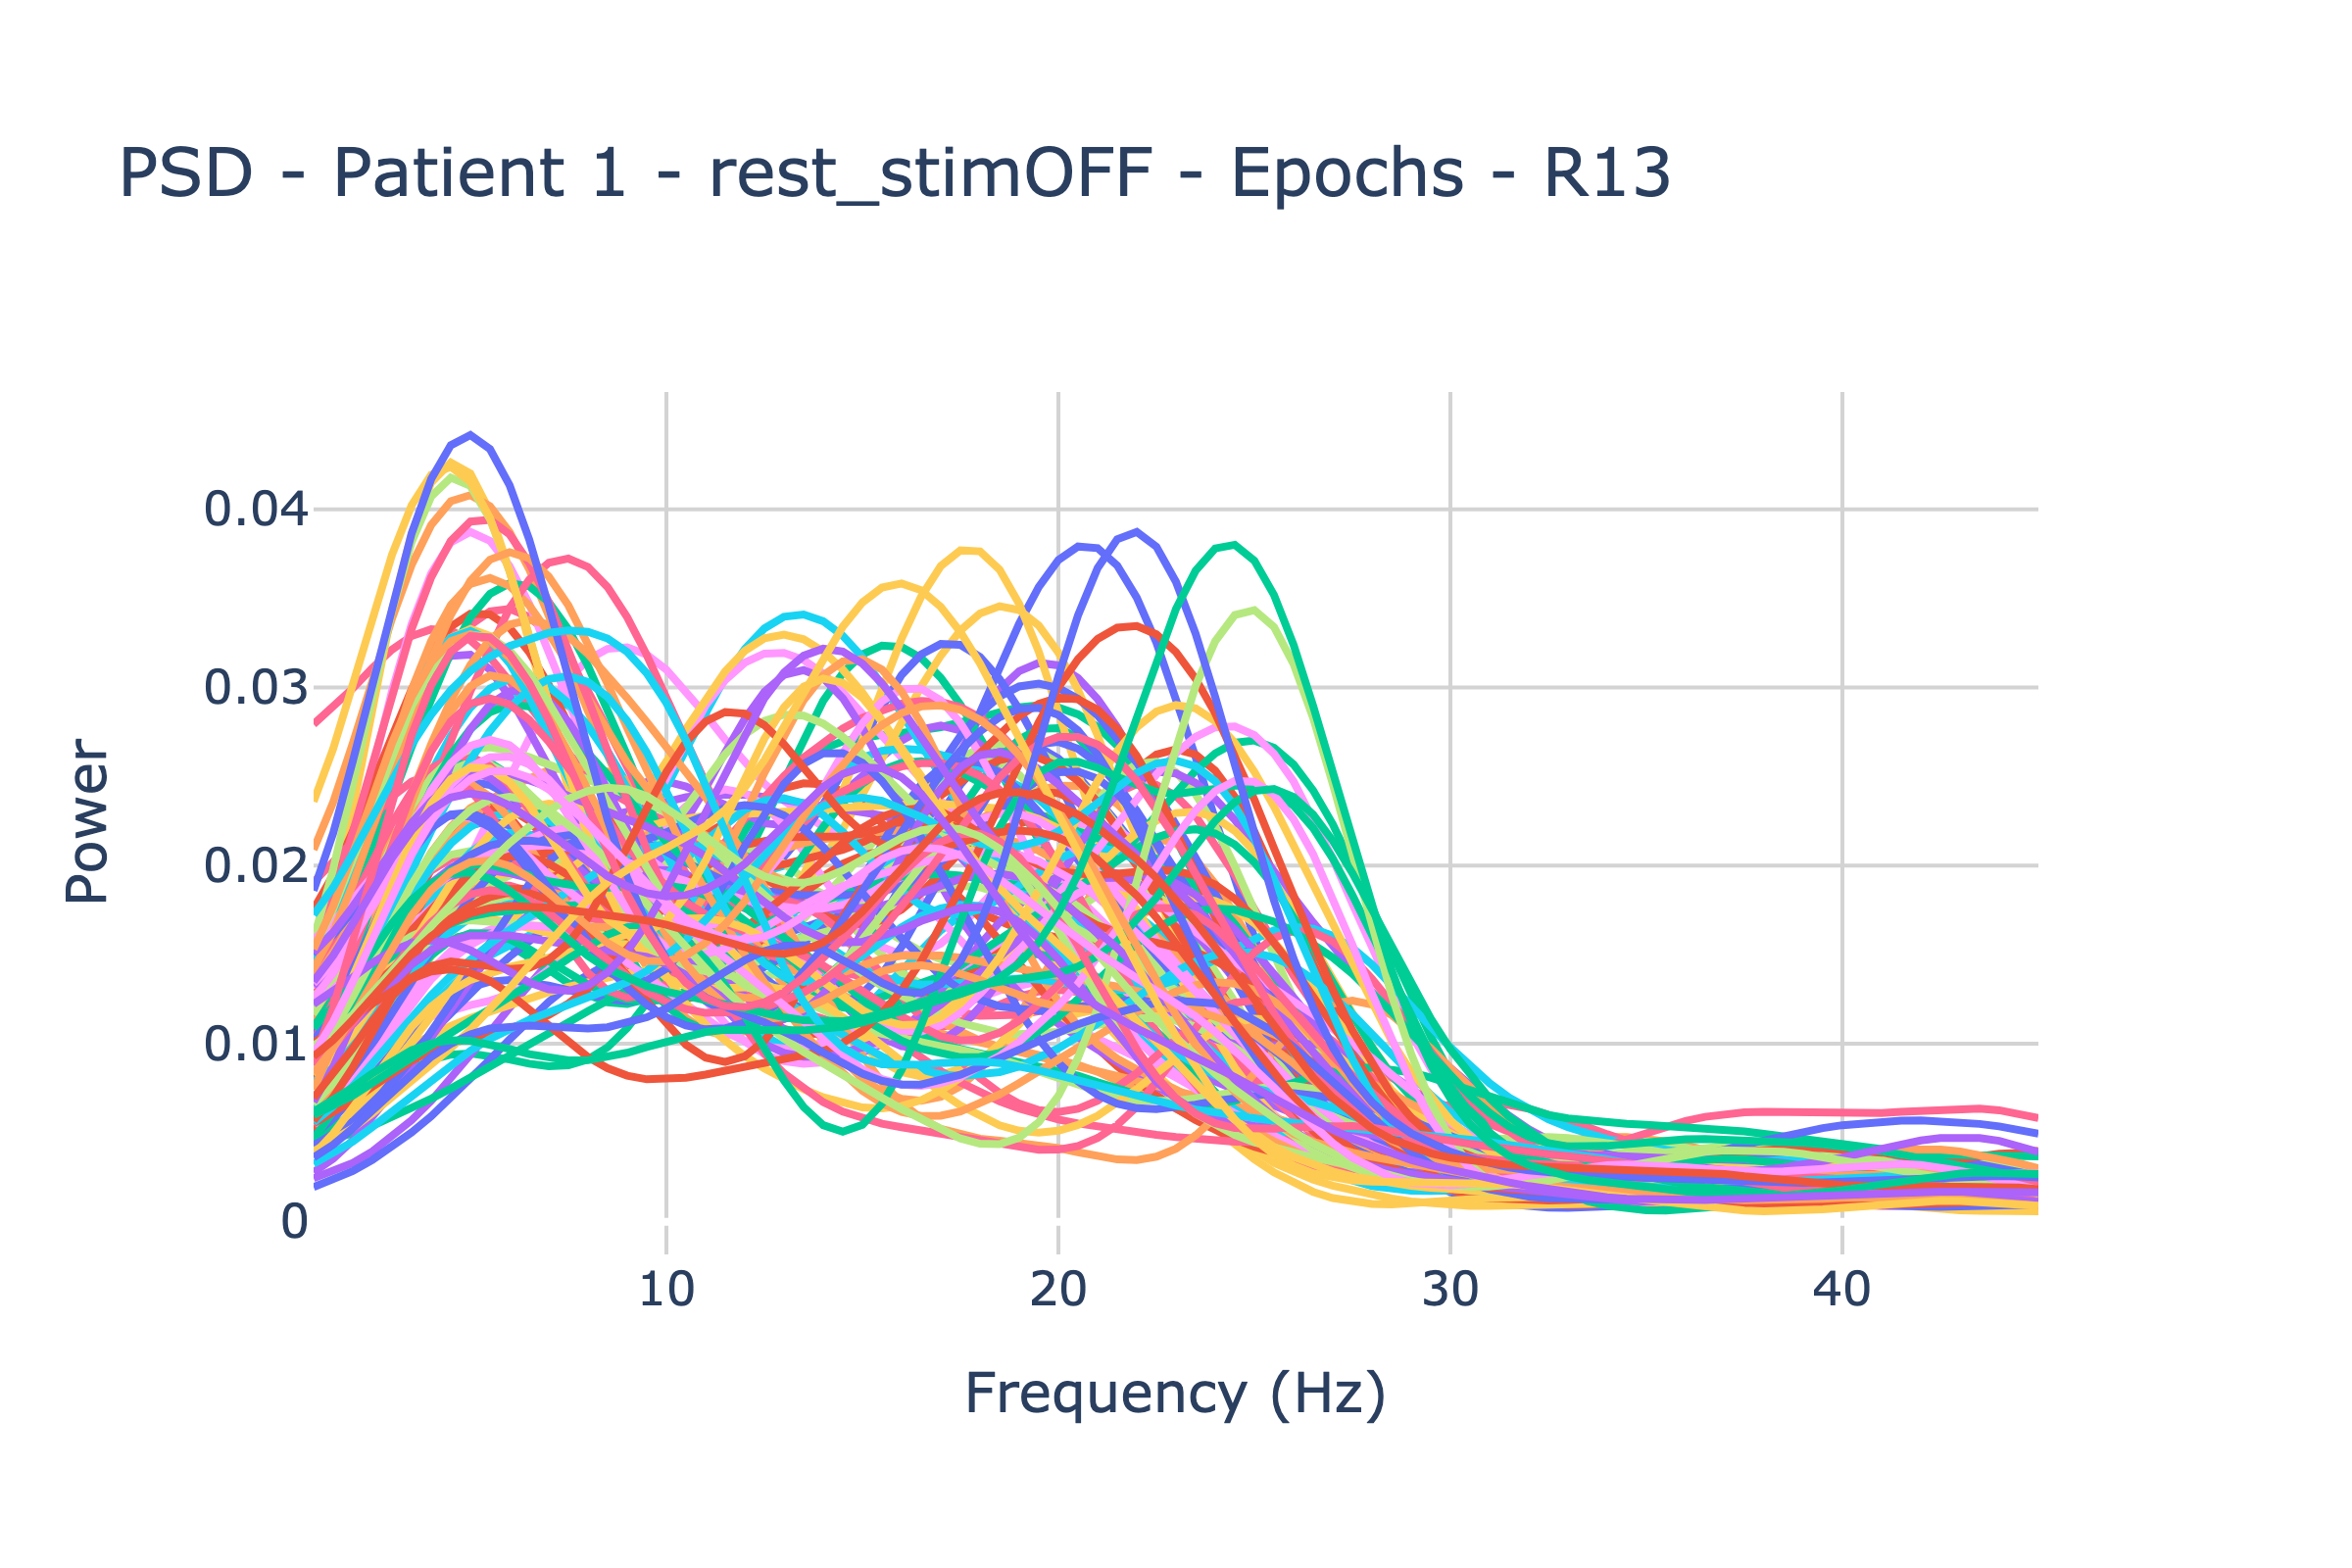 PSD - Patient 1 - rest_stimOFF - Epochs - R13
0.04
0.03
0.02
0.01
0
Power
10 20 30 40
Frequency (Hz)